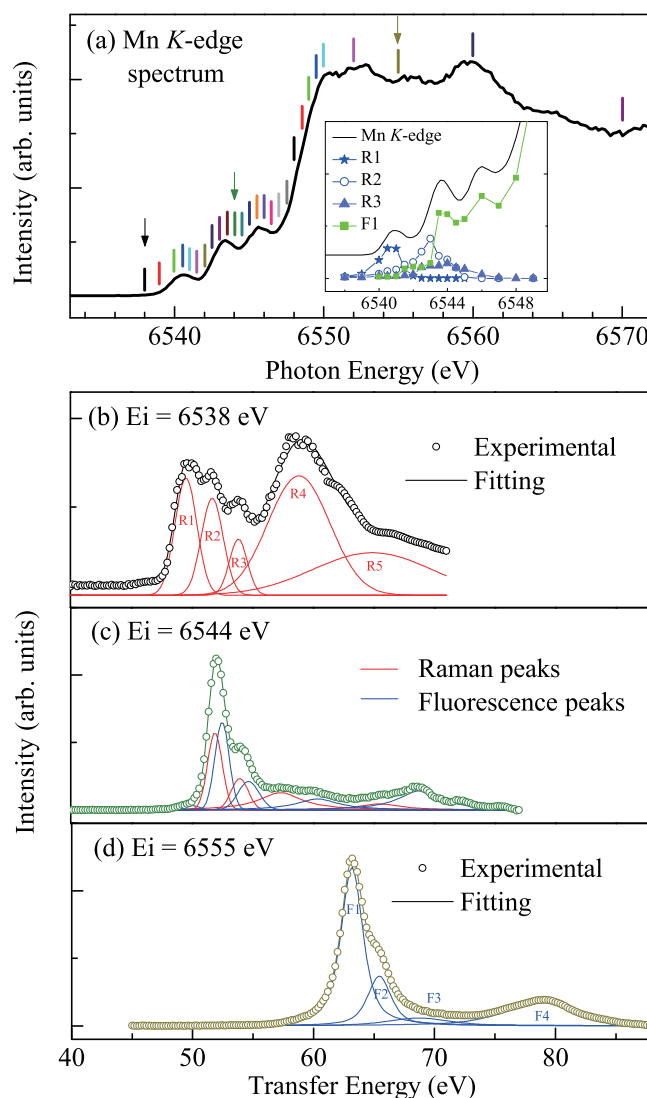 (a) Mn K-edge
spectrum
Intensity (arb. units)
Mn K-edge
R1
R2
R3
F1
6540 6544 6548
6540 6550 6560 6570
Photon Energy (eV)
(b) Ei = 6538 eV
Experimental
Fitting
R1
R2
R3
R4
R5
(c) Ei = 6544 eV
Raman peaks
Fluorescence peaks
Intensity (arb. units)
(d) Ei = 6555 eV
Experimental
Fitting
F1
F2
F3
F4
40 50 60 70 80
Transfer Energy (eV)